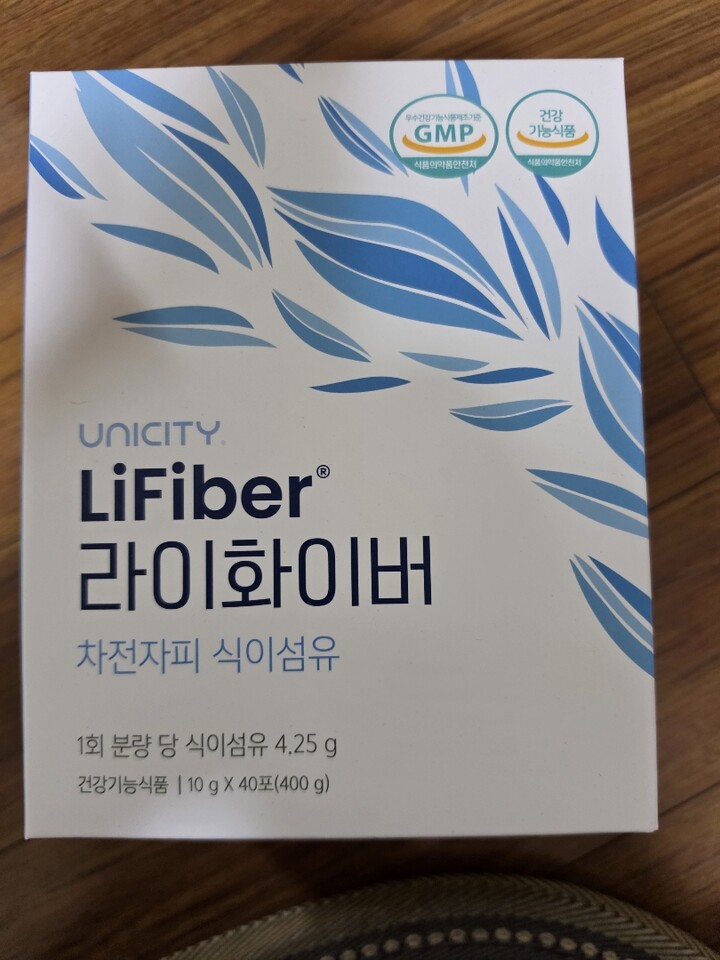 우수건강기능식품제조기준
GMP
식품의약품안전처
건강
기능식품
식품의약품안전처
UNICITY®
LiFiber®
라이화이버
차전자피 식이섬유
1회 분량 당 식이섬유 4.25 g
건강기능식품 | 10 g X 40포(400 g)